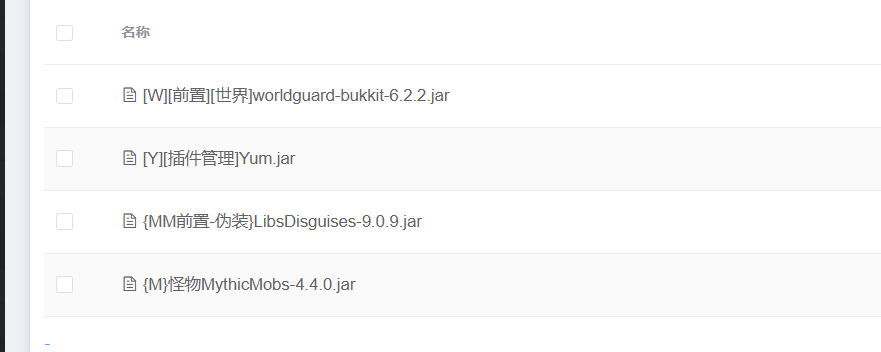 名称
[W][前置][世界]worldguard-bukkit-6.2.2.jar
[Y][插件管理]Yum.jar
{MM前置-伪装}LibsDisguises-9.0.9.jar
{M}怪物MythicMobs-4.4.0.jar